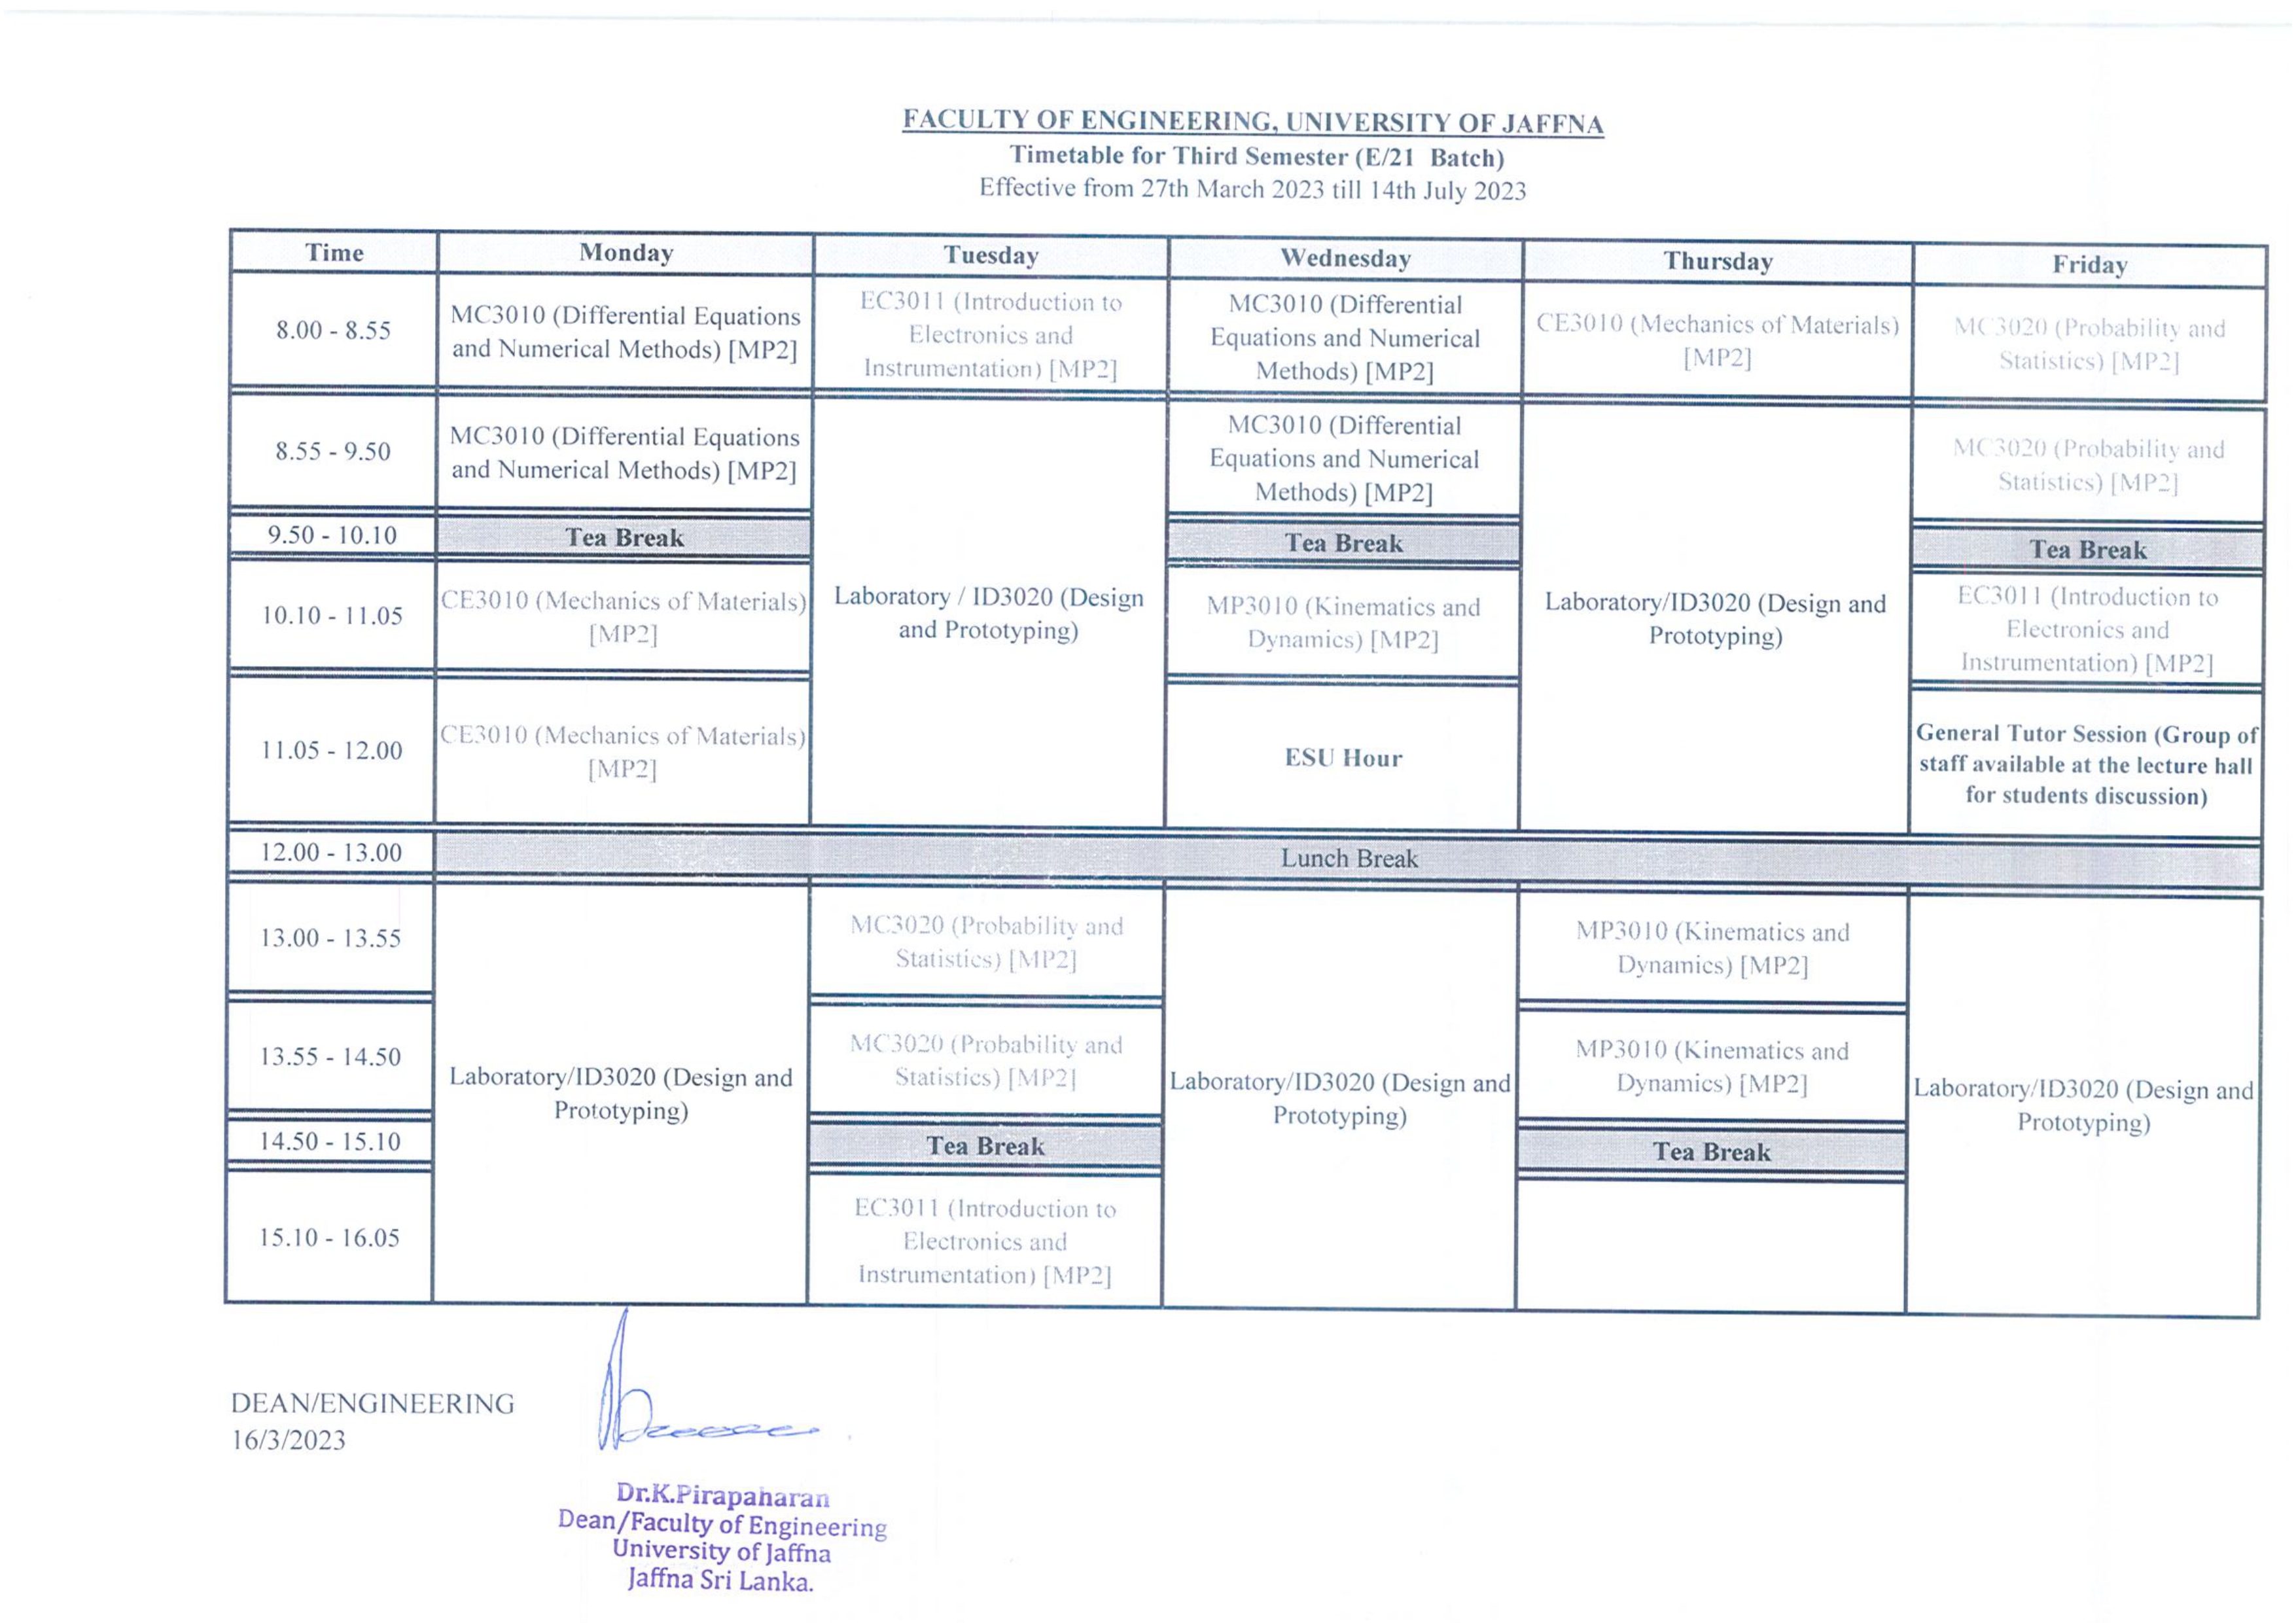 FACULTY OF ENGINEERING, UNIVERSITY OF JAFFNA
Timetable for Third Semester (E/21 Batch)
Effective from 27th March 2023 till 14th July 2023
Time Monday Tuesday Wednesday Thursday Friday
8.00 - 8.55
MC3010 (Differential Equations
and Numerical Methods) [MP2]
EC3011 (Introduction to
Electronics and
Instrumentation) [MP2]
MC3010 (Differential
Equations and Numerical
Methods) [MP2]
CE3010 (Mechanics of Materials)
[MP2]
MC3020 (Probability and
Statistics) [MP2]
8.55 - 9.50
MC3010 (Differential Equations
and Numerical Methods) [MP2]
Laboratory / ID3020 (Design
and Prototyping)
MC3010 (Differential
Equations and Numerical
Methods) [MP2]
Laboratory/ID3020 (Design and
Prototyping)
MC3020 (Probability and
Statistics) [MP2]
9.50 - 10.10
Tea Break
Tea Break
Tea Break
10.10 - 11.05
CE3010 (Mechanics of Materials)
[MP2]
MP3010 (Kinematics and
Dynamics) [MP2]
EC3011 (Introduction to
Electronics and
Instrumentation) [MP2]
11.05 - 12.00
CE3010 (Mechanics of Materials)
[MP2]
ESU Hour
General Tutor Session (Group of
staff available at the lecture hall
for students discussion)
12.00 - 13.00
Lunch Break
13.00 - 13.55
Laboratory/ID3020 (Design and
Prototyping)
MC3020 (Probability and
Statistics) [MP2]
Laboratory/ID3020 (Design and
Prototyping)
MP3010 (Kinematics and
Dynamics) [MP2]
Laboratory/ID3020 (Design and
Prototyping)
13.55 - 14.50
MC3020 (Probability and
Statistics) [MP2]
MP3010 (Kinematics and
Dynamics) [MP2]
14.50 - 15.10
Tea Break
Tea Break
15.10 - 16.05
EC3011 (Introduction to
Electronics and
Instrumentation) [MP2]
DEAN/ENGINEERING
16/3/2023
Dr.K.Pirapaharan
Dean/Faculty of Engineering
University of Jaffna
Jaffna Sri Lanka.